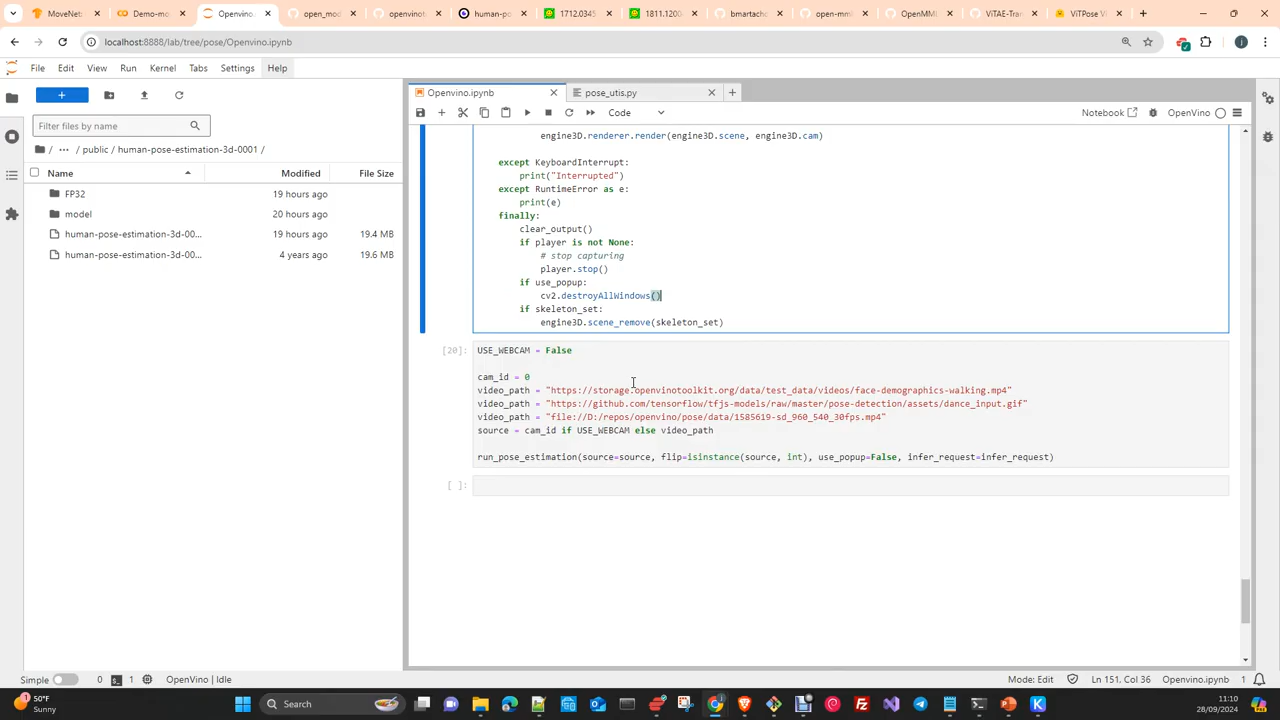 MoveNet:
Demo-mo
Openvino.
open_mod
openvinot
human-po
1712.0345
1811.1200
bmartacho
open-mm
OpenMML
ViTAE-Tran
ViTPose Vi
localhost:8888/lab/tree/pose/Openvino.ipynb
File Edit View Run Kernel Tabs Settings Help
Openvino.ipynb
pose_utis.py
Code
Notebook
OpenVino
Filter files by name
/ ··· / public / human-pose-estimation-3d-0001 /
Name Modified File Size
FP32 19 hours ago
model 20 hours ago
human-pose-estimation-3d-00... 19 hours ago 19.4 MB
human-pose-estimation-3d-00... 4 years ago 19.6 MB
engine3D.renderer.render(engine3D.scene, engine3D.cam)
except KeyboardInterrupt:
print("Interrupted")
except RuntimeError as e:
print(e)
finally:
clear_output()
if player is not None:
# stop capturing
player.stop()
if use_popup:
cv2.destroyAllWindows()
if skeleton_set:
engine3D.scene_remove(skeleton_set)
[20]: USE_WEBCAM = False
cam_id = 0
video_path = "https://storage.openvinotoolkit.org/data/test_data/videos/face-demographics-walking.mp4"
video_path = "https://github.com/tensorflow/tfjs-models/raw/master/pose-detection/assets/dance_input.gif"
video_path = "file://D:/repos/openvino/pose/data/1585619-sd_960_540_30fps.mp4"
source = cam_id if USE_WEBCAM else video_path
run_pose_estimation(source=source, flip=isinstance(source, int), use_popup=False, infer_request=infer_request)
[ ]:
Simple 0 1 OpenVino | Idle Mode: Edit Ln 151, Col 36 Openvino.ipynb 1
50°F
Sunny
Search
11:10
28/09/2024